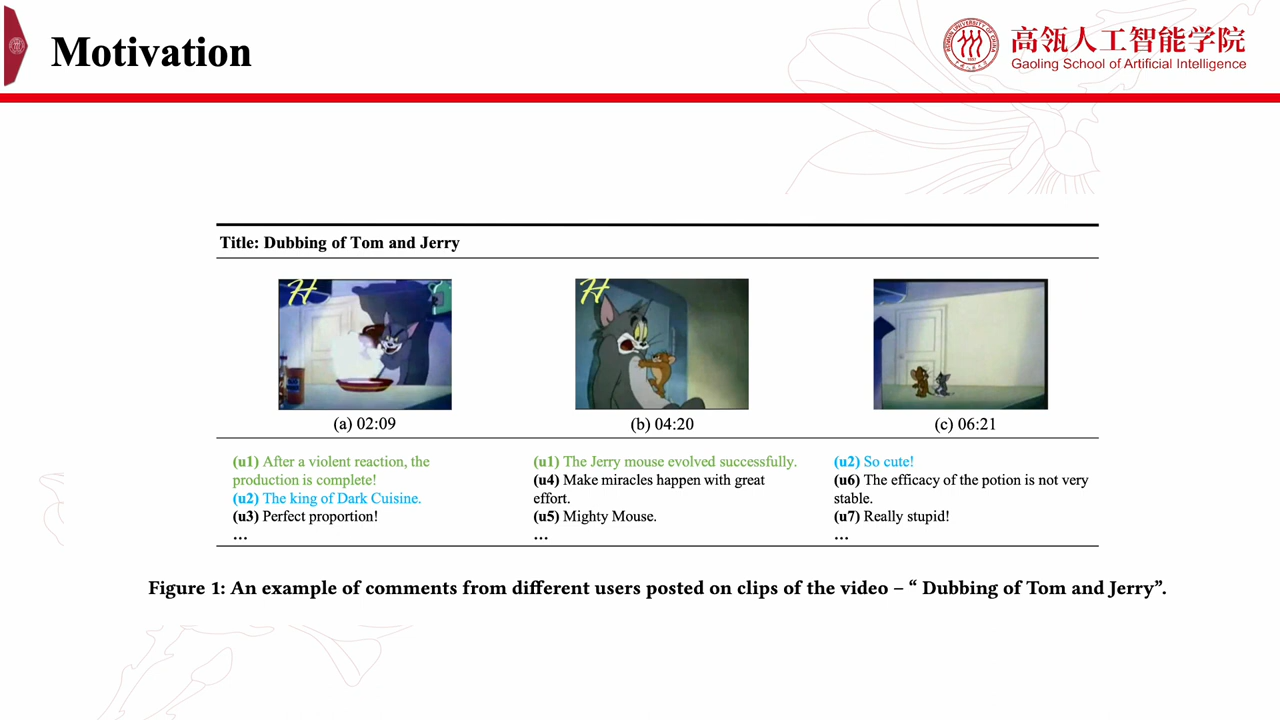 Motivation
高瓴人工智能学院
Gaoling School of Artificial Intelligence
Title: Dubbing of Tom and Jerry
H
H
(a) 02:09
(b) 04:20
(c) 06:21
(u1) After a violent reaction, the
production is complete!
(u2) The king of Dark Cuisine.
(u3) Perfect proportion!
...
(u1) The Jerry mouse evolved successfully.
(u4) Make miracles happen with great
effort.
(u5) Mighty Mouse.
...
(u2) So cute!
(u6) The efficacy of the potion is not very
stable.
(u7) Really stupid!
...
Figure 1: An example of comments from different users posted on clips of the video – “ Dubbing of Tom and Jerry”.